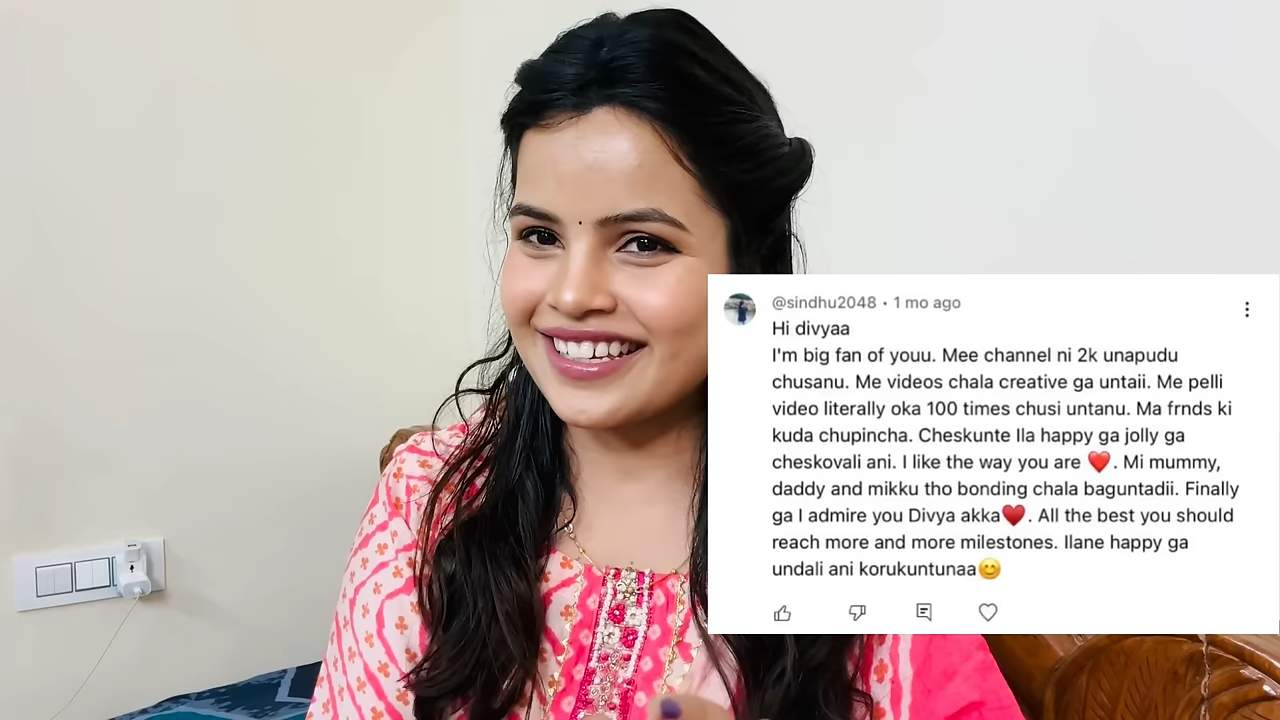 @sindhu2048 • 1 mo ago
Hi divyaa
I'm big fan of youu. Mee channel ni 2k unapudu
chusanu. Me videos chala creative ga untaii. Me pelli
video literally oka 100 times chusi untanu. Ma frnds ki
kuda chupincha. Cheskunte Ila happy ga jolly ga
cheskovali ani. I like the way you are ❤️. Mi mummy,
daddy and mikku tho bonding chala baguntadii. Finally
ga I admire you Divya akka❤️. All the best you should
reach more and more milestones. Ilane happy ga
undali ani korukuntunaa😊